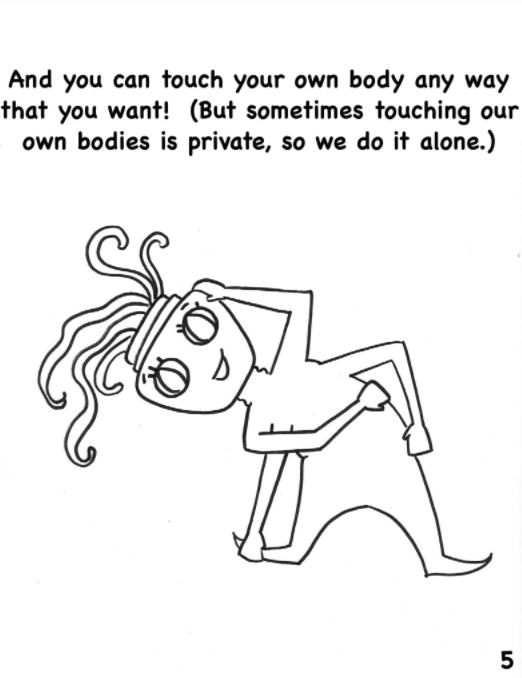 And you can touch your own body any way
that you want!  (But sometimes touching our
own bodies is private, so we do it alone.)
5